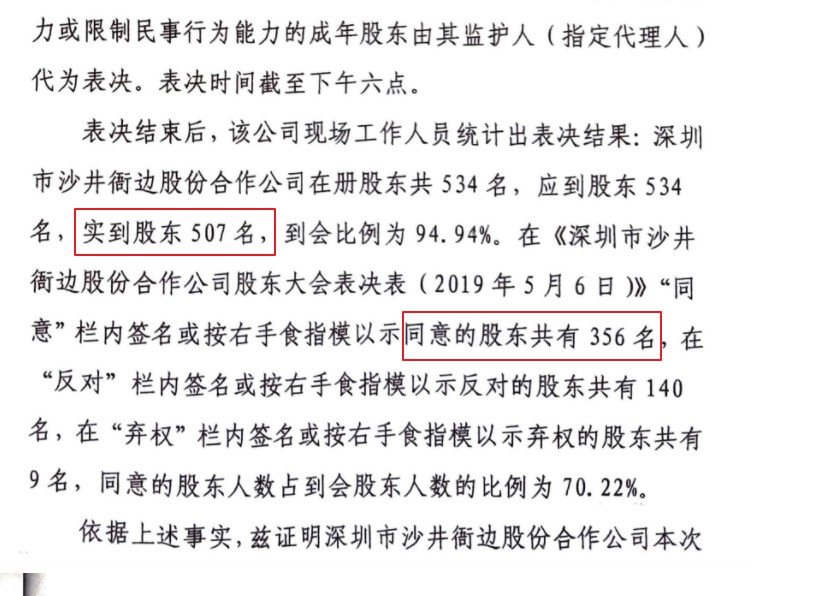 力或限制民事行为能力的成年股东由其监护人（指定代理人）
代为表决。表决时间截至下午六点。
表决结束后，该公司现场工作人员统计出表决结果：深圳
市沙井衙边股份合作公司在册股东共 534 名，应到股东 534
名，实到股东 507 名，到会比例为 94.94%。在《深圳市沙井
衙边股份合作公司股东大会表决表（2019 年 5 月 6 日）》“同
意”栏内签名或按右手食指模以示同意的股东共有 356 名，在
“反对”栏内签名或按右手食指模以示反对的股东共有 140
名，在“弃权”栏内签名或按右手食指模以示弃权的股东共有
9 名，同意的股东人数占到会股东人数的比例为 70.22%。
依据上述事实，兹证明深圳市沙井衙边股份合作公司本次